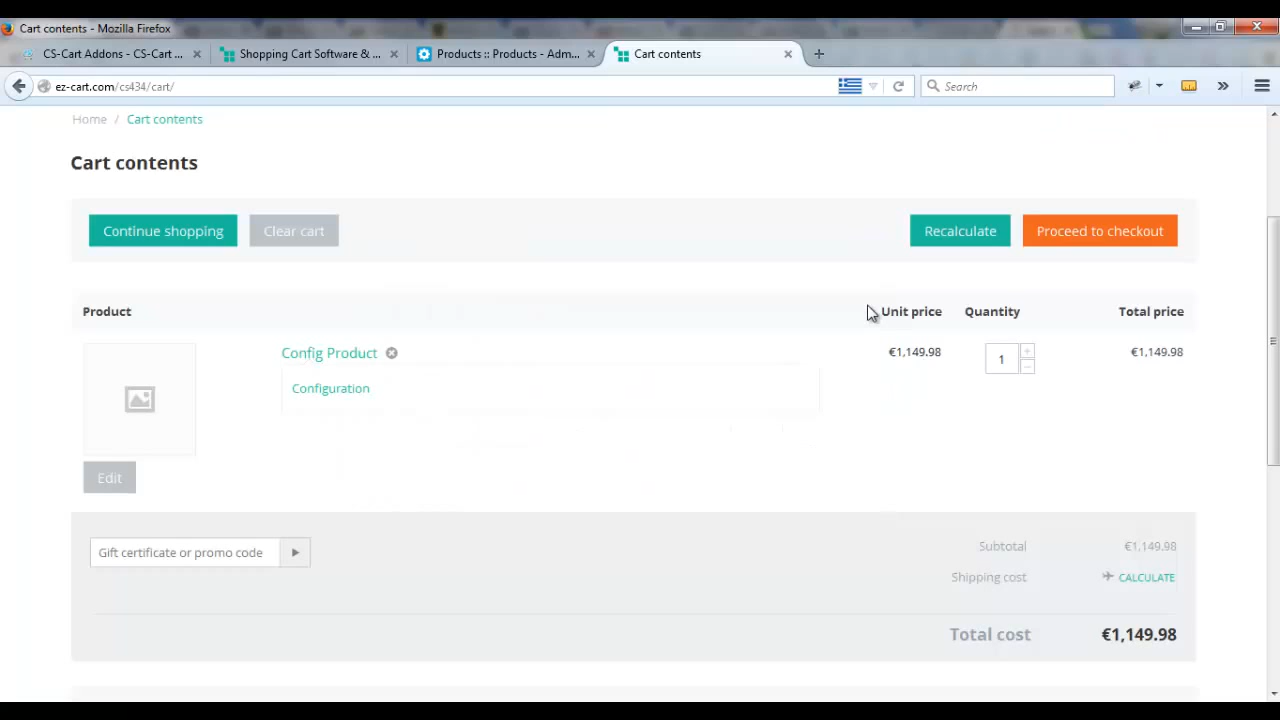 Cart contents - Mozilla Firefox
CS-Cart Addons - CS-Cart ...
Shopping Cart Software & ...
Products :: Products - Adm...
Cart contents
ez-cart.com/cs434/cart/
Search
Home / Cart contents
Cart contents
Continue shopping
Clear cart
Recalculate
Proceed to checkout
Product
Unit price
Quantity
Total price
Config Product
€1,149.98
1
€1,149.98
Configuration
Edit
Gift certificate or promo code
Subtotal
€1,149.98
Shipping cost
CALCULATE
Total cost
€1,149.98